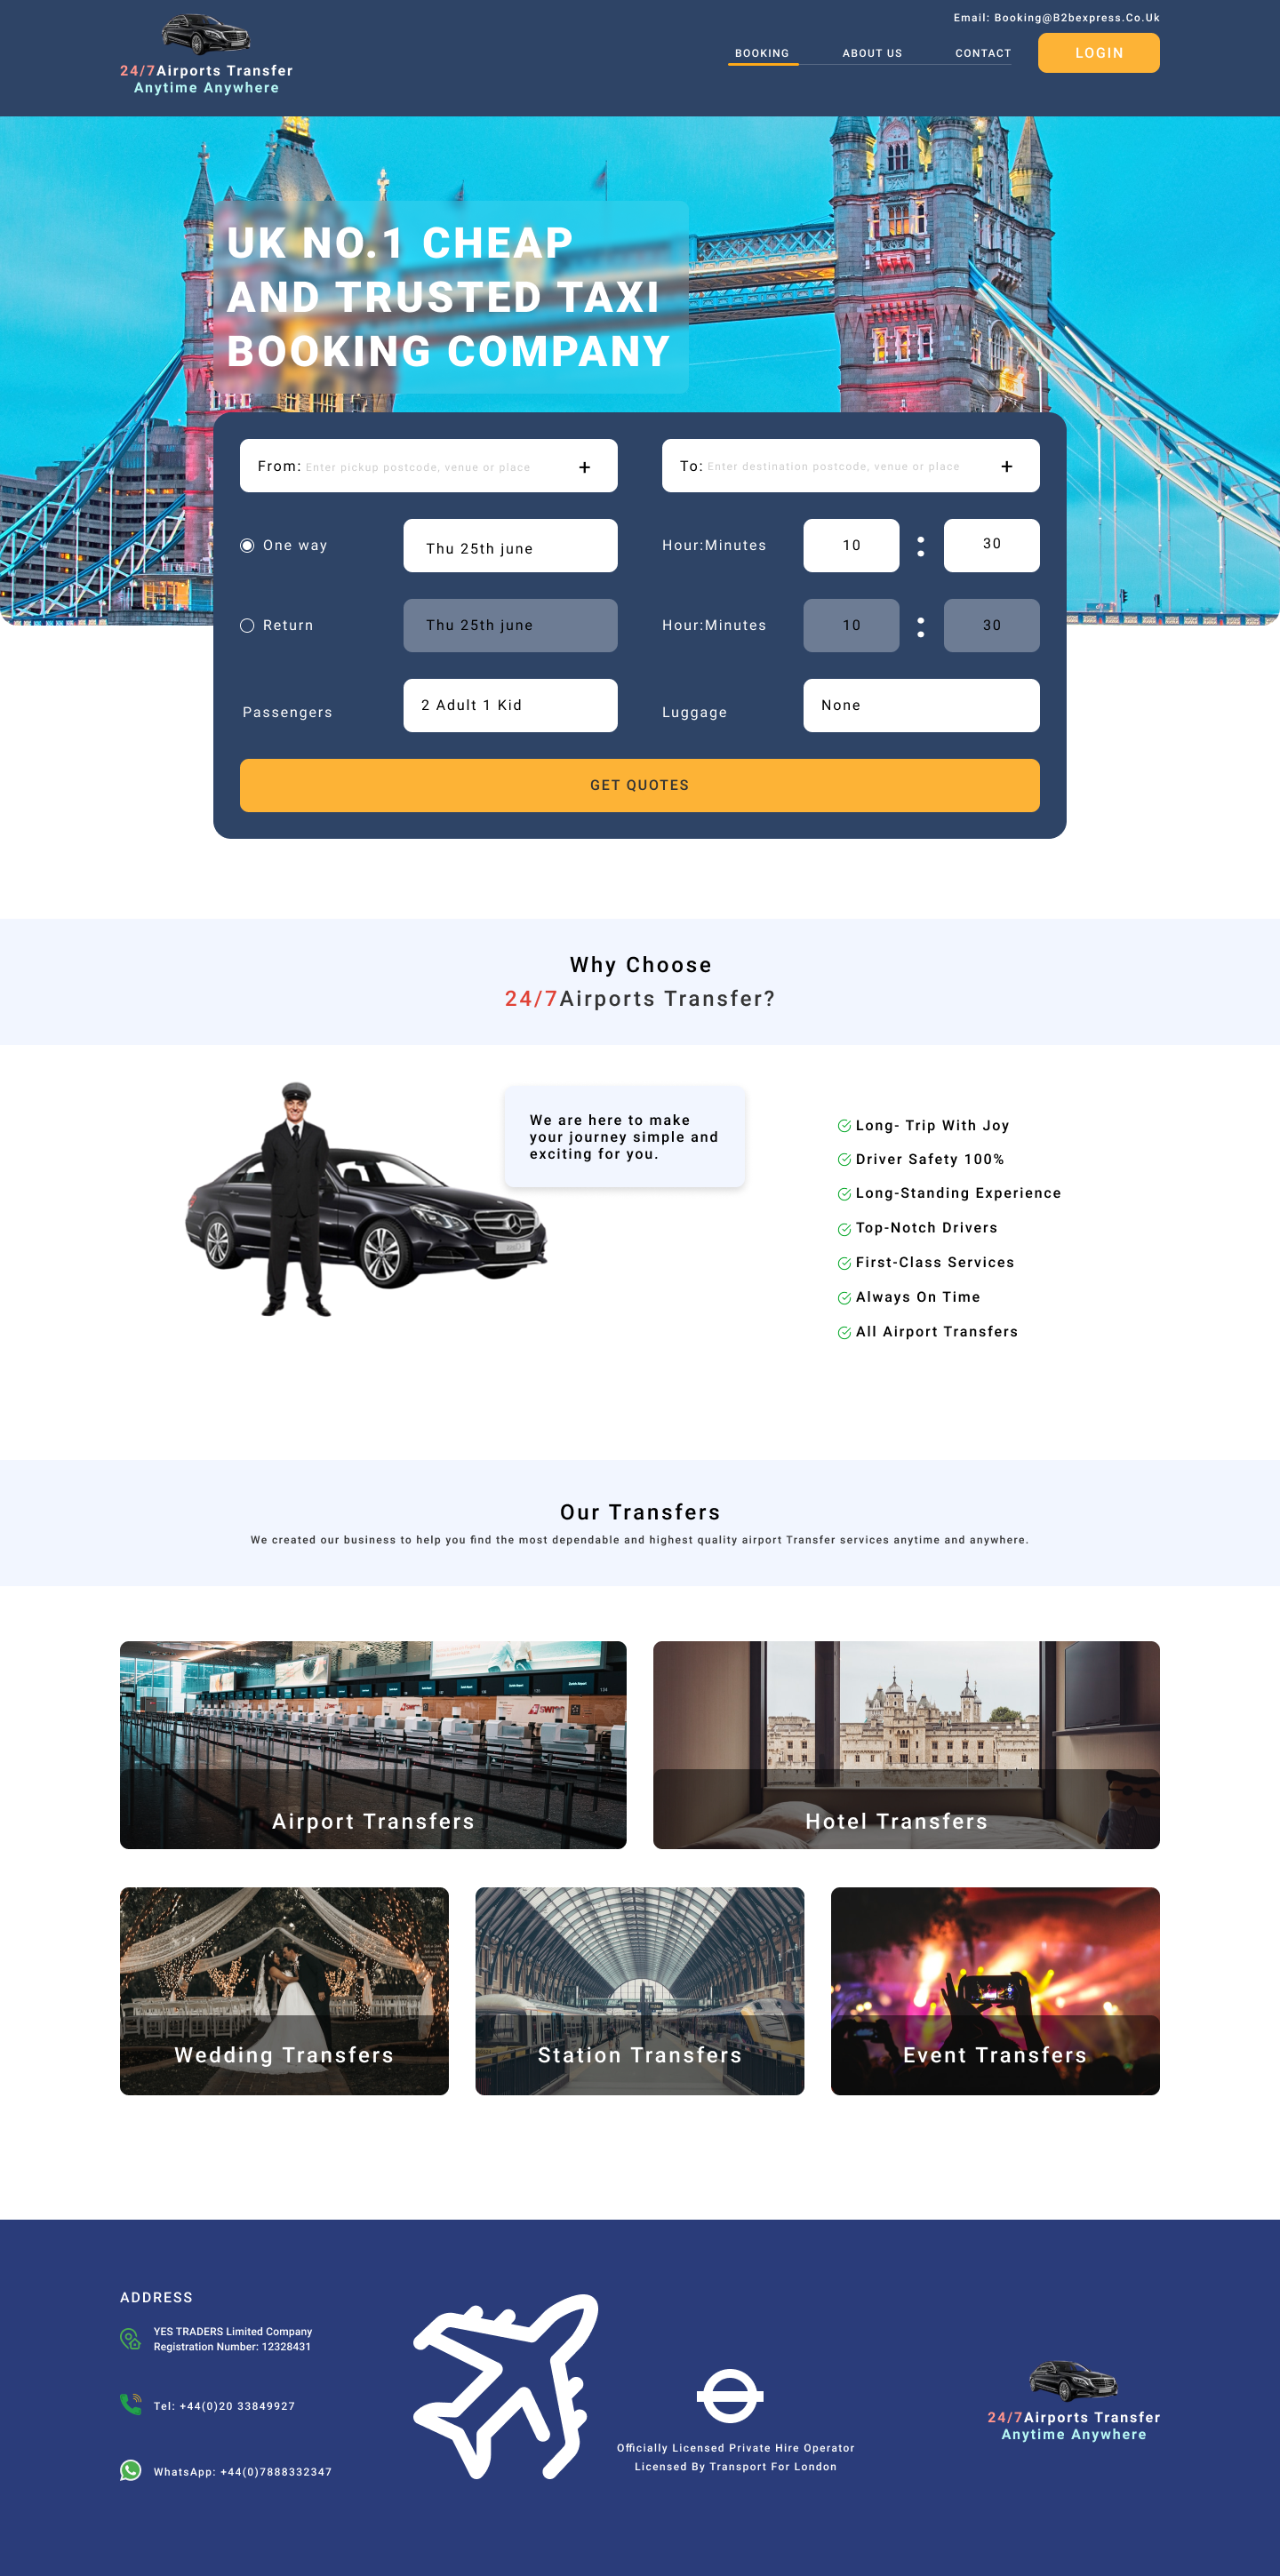 Email: Booking@B2bexpress.Co.Uk
BOOKING
ABOUT US
CONTACT
LOGIN
24/7Airports Transfer
Anytime Anywhere
UK NO.1 CHEAP
AND TRUSTED TAXI
BOOKING COMPANY
From: Enter pickup postcode, venue or place +
To: Enter destination postcode, venue or place +
One way
Thu 25th june
Hour:Minutes
10 : 30
Return
Thu 25th june
Hour:Minutes
10 : 30
Passengers
2 Adult 1 Kid
Luggage
None
GET QUOTES
Why Choose
24/7Airports Transfer?
We are here to make
your journey simple and
exciting for you.
Long- Trip With Joy
Driver Safety 100%
Long-Standing Experience
Top-Notch Drivers
First-Class Services
Always On Time
All Airport Transfers
Our Transfers
We created our business to help you find the most dependable and highest quality airport Transfer services anytime and anywhere.
Airport Transfers
Hotel Transfers
Wedding Transfers
Station Transfers
Event Transfers
ADDRESS
YES TRADERS Limited Company
Registration Number: 12328431
Tel: +44(0)20 33849927
WhatsApp: +44(0)7888332347
Officially Licensed Private Hire Operator
Licensed By Transport For London
24/7Airports Transfer
Anytime Anywhere